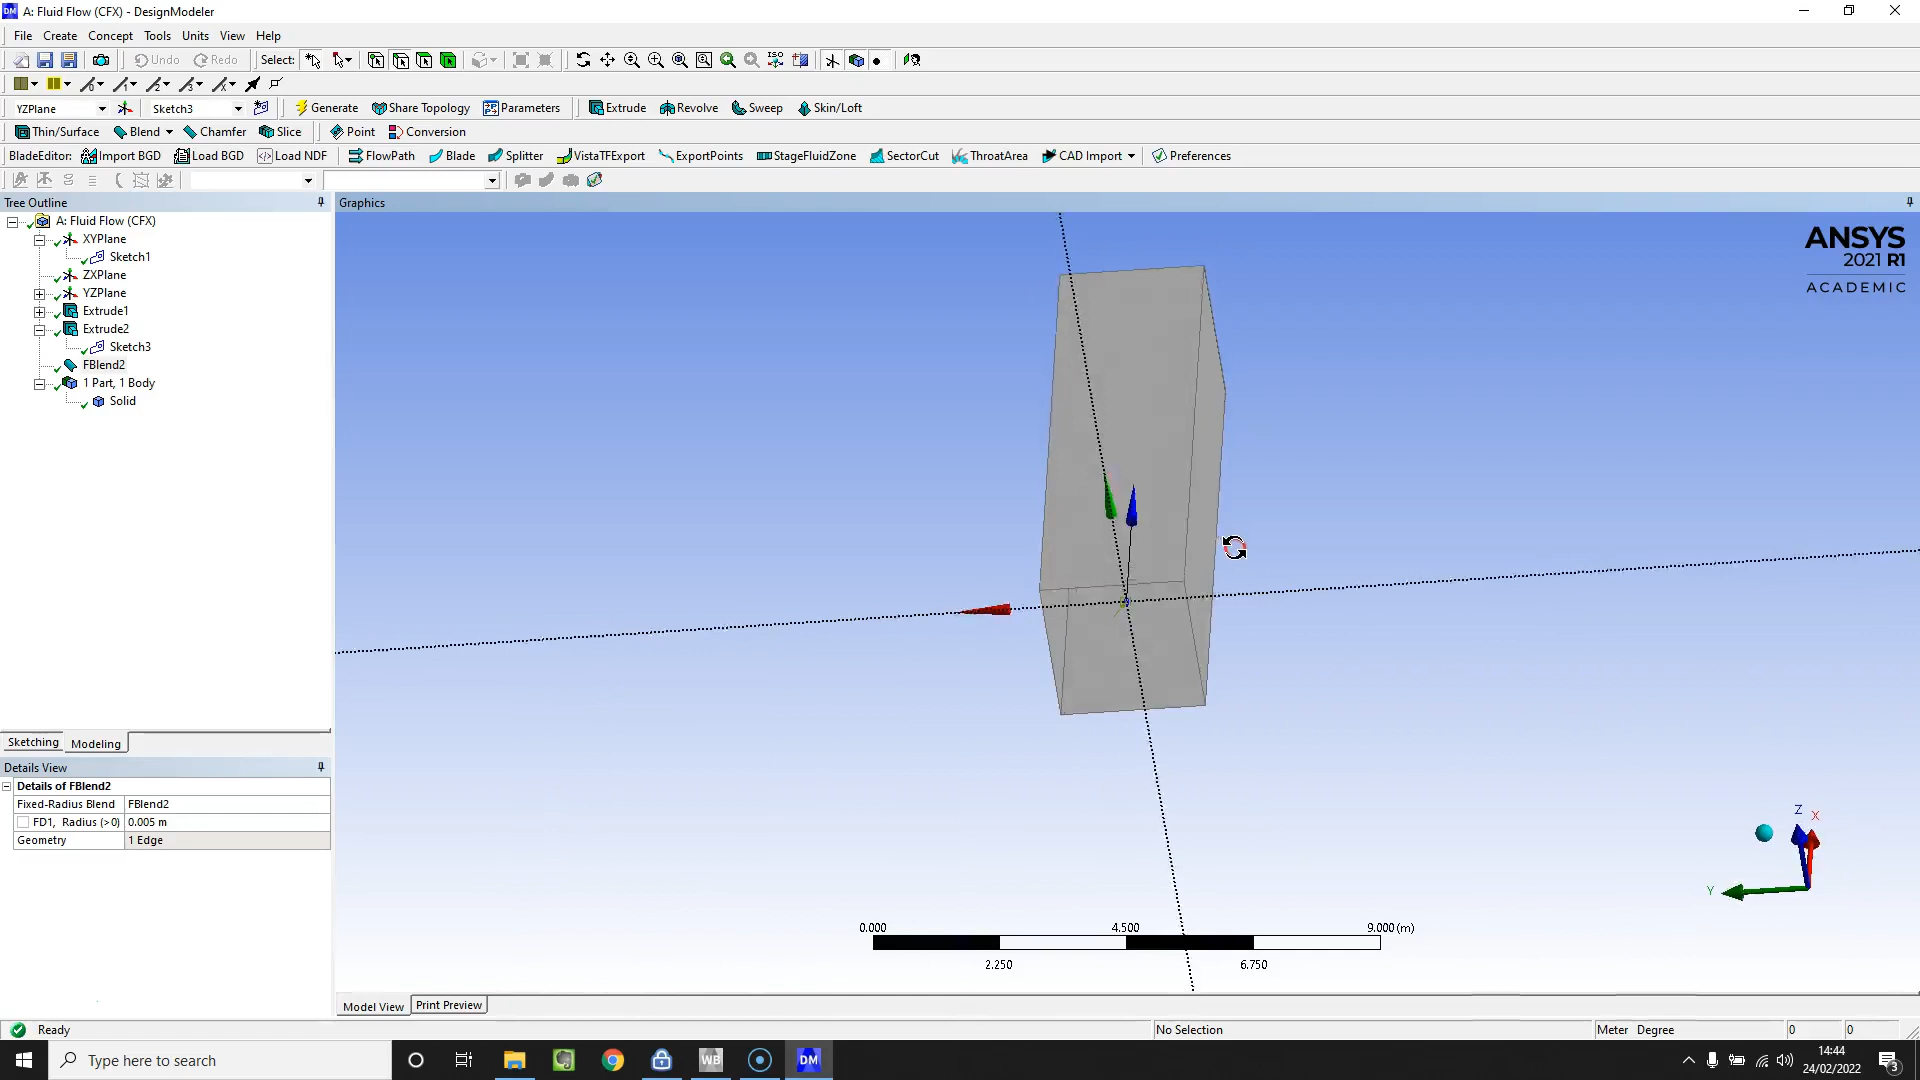 A: Fluid Flow (CFX) - DesignModeler
File Create Concept Tools Units View Help
Undo Redo Select: ISO
YZPlane Sketch3 Generate Share Topology Parameters Extrude Revolve Sweep Skin/Loft
Thin/Surface Blend Chamfer Slice Point Conversion
BladeEditor: Import BGD Load BGD Load NDF FlowPath Blade Splitter VistaTFExport ExportPoints StageFluidZone SectorCut ThroatArea CAD Import Preferences
Tree Outline
Graphics
A: Fluid Flow (CFX)
XYPlane
Sketch1
ZXPlane
YZPlane
Extrude1
Extrude2
Sketch3
FBlend2
1 Part, 1 Body
Solid
ANSYS
2021 R1
ACADEMIC
Sketching Modeling
Details View
Details of FBlend2
Fixed-Radius Blend FBlend2
FD1, Radius (>0) 0.005 m
Geometry 1 Edge
Z X
Y
0.000 4.500 9.000 (m)
2.250 6.750
Model View Print Preview
Ready No Selection Meter Degree 0 0
Type here to search WB DM
14:44
24/02/2022
3